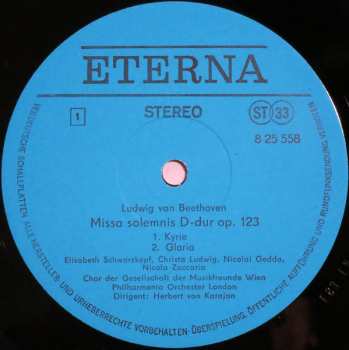 ETERNA
1
STEREO
ST 33
8 25 558
Ludwig van Beethoven
Missa solemnis D-dur op. 123
1. Kyrie
2. Gloria
Elisabeth Schwarzkopf, Christa Ludwig, Nicolai Gedda,
Nicola Zaccaria
Chor der Gesellschaft der Musikfreunde Wien
Philharmonia Orchester London
Dirigent: Herbert von Karajan
VEB DEUTSCHE SCHALLPLATTEN · ALLE HERSTELLER- UND URHEBERRECHTE VORBEHALTEN · ÜBERSPIELUNG, ÖFFENTLICHE AUFFÜHRUNG UND RUNDFUNKSENDUNG VERBOTEN